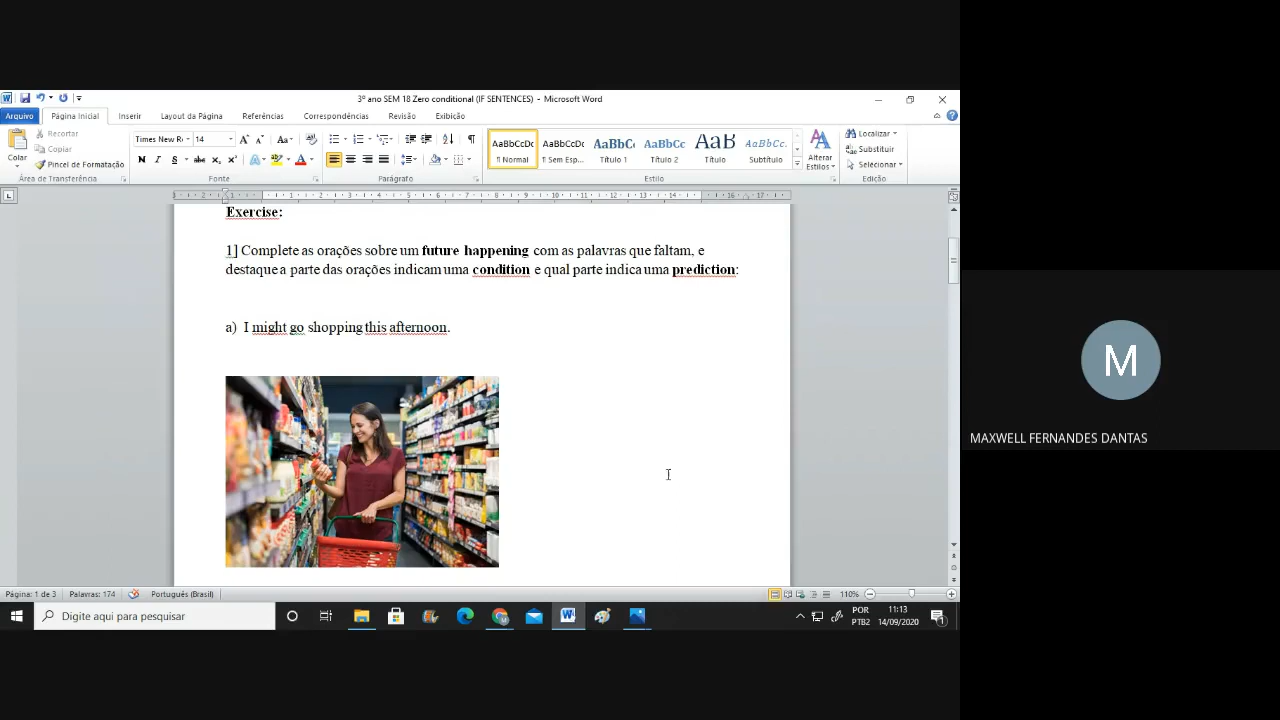 3º ano SEM 18 Zero conditional (IF SENTENCES) - Microsoft Word
Arquivo Página Inicial Inserir Layout da Página Referências Correspondências Revisão Exibição
Colar
Recortar
Copiar
Pincel de Formatação
Área de Transferência
Times New R 14
Fonte
Parágrafo
AaBbCcDc AaBbCcDc AaBbC AaBbCc AaB AaBbCc.
¶ Normal ¶ Sem Esp... Título 1 Título 2 Título Subtítulo
Alterar
Estilos
Estilo
Localizar
Substituir
Selecionar
Edição
Exercise:
1] Complete as orações sobre um future happening com as palavras que faltam, e
destaque a parte das orações indicam uma condition e qual parte indica uma prediction:
a) I might go shopping this afternoon.
Página: 1 de 3 Palavras: 174 Português (Brasil) 110%
Digite aqui para pesquisar
POR
PTB2
11:13
14/09/2020
M
MAXWELL FERNANDES DANTAS